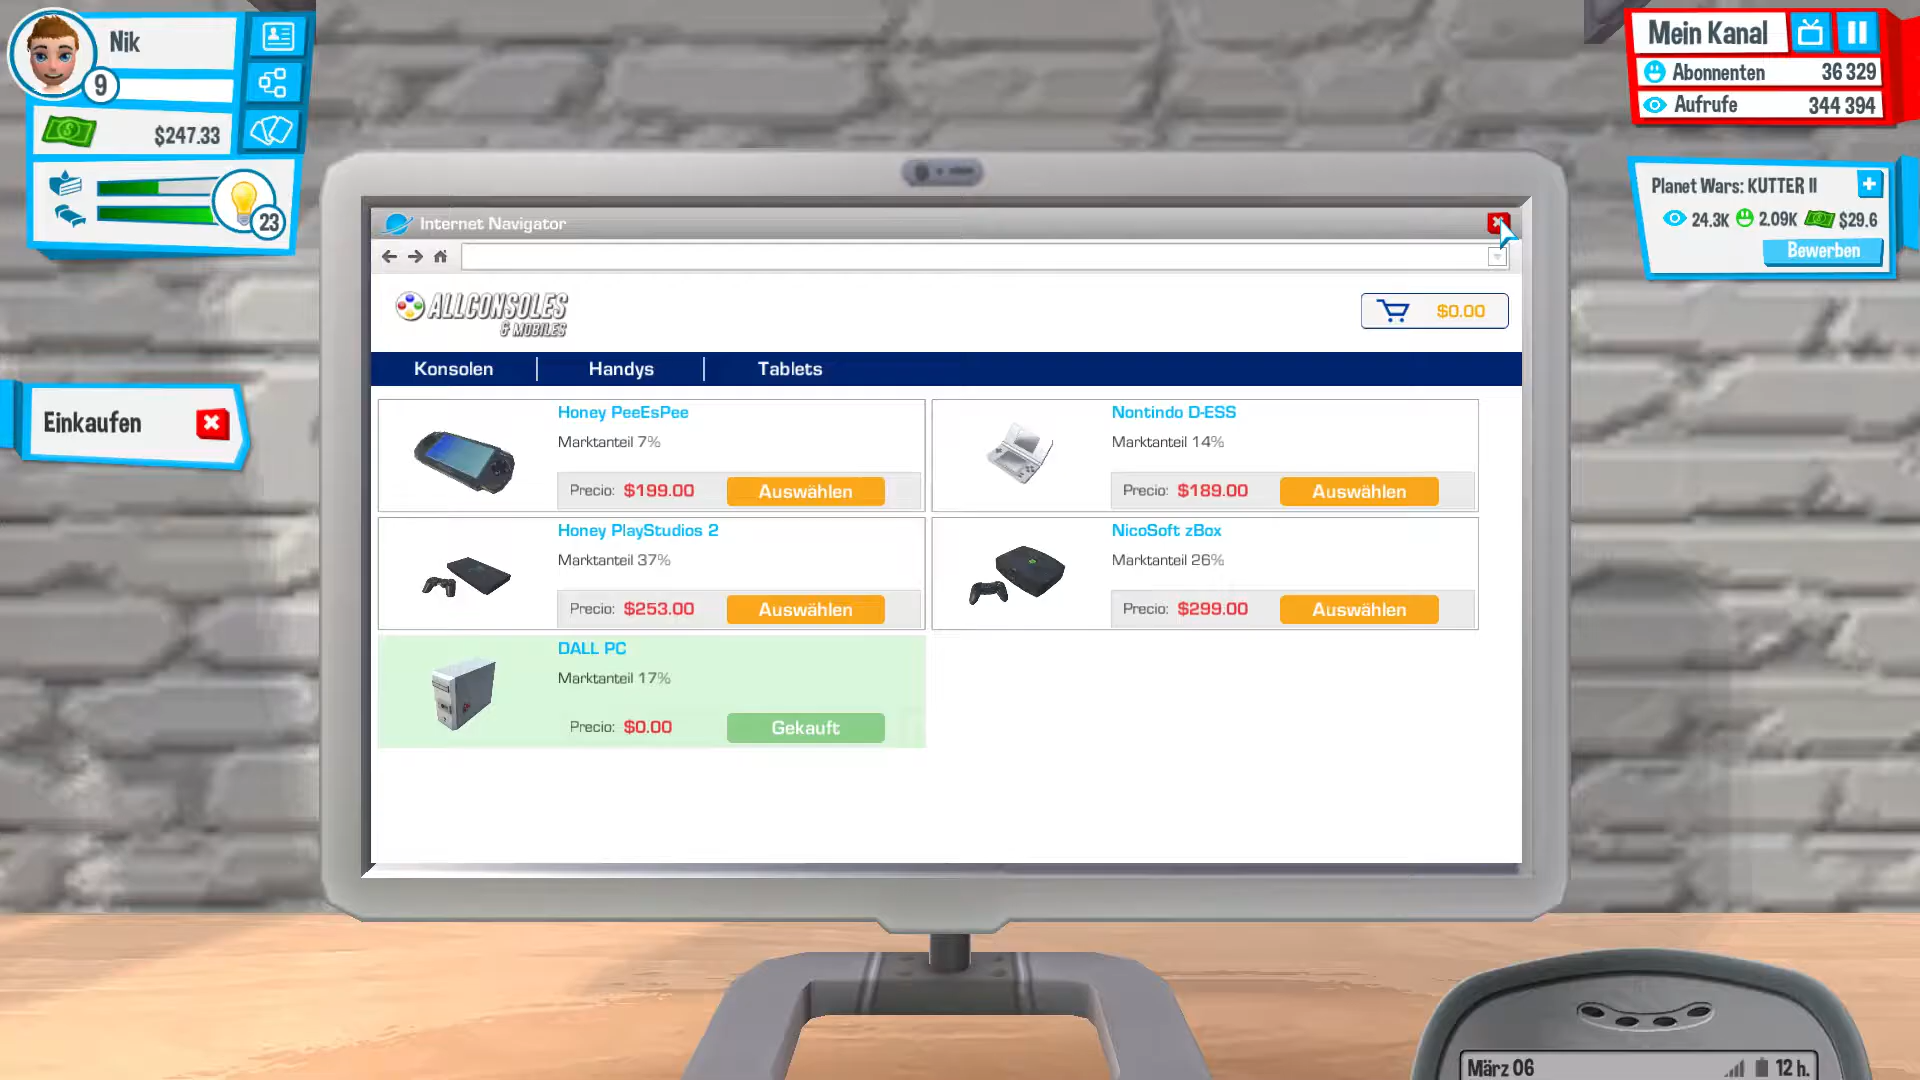 Nik
9
$247.33
23
Einkaufen
Mein Kanal
Abonnenten 36 329
Aufrufe 344 394
Planet Wars: KUTTER II
24.3K 2.09K $29.6
Bewerben
Internet Navigator
ALLCONSOLES
& MOBILES
$0.00
Konsolen Handys Tablets
Honey PeeEsPee
Marktanteil 7%
Precio: $199.00 Auswählen
Nontindo D-ESS
Marktanteil 14%
Precio: $189.00 Auswählen
Honey PlayStudios 2
Marktanteil 37%
Precio: $253.00 Auswählen
NicoSoft zBox
Marktanteil 26%
Precio: $299.00 Auswählen
DALL PC
Marktanteil 17%
Precio: $0.00 Gekauft
März 06 12 h.